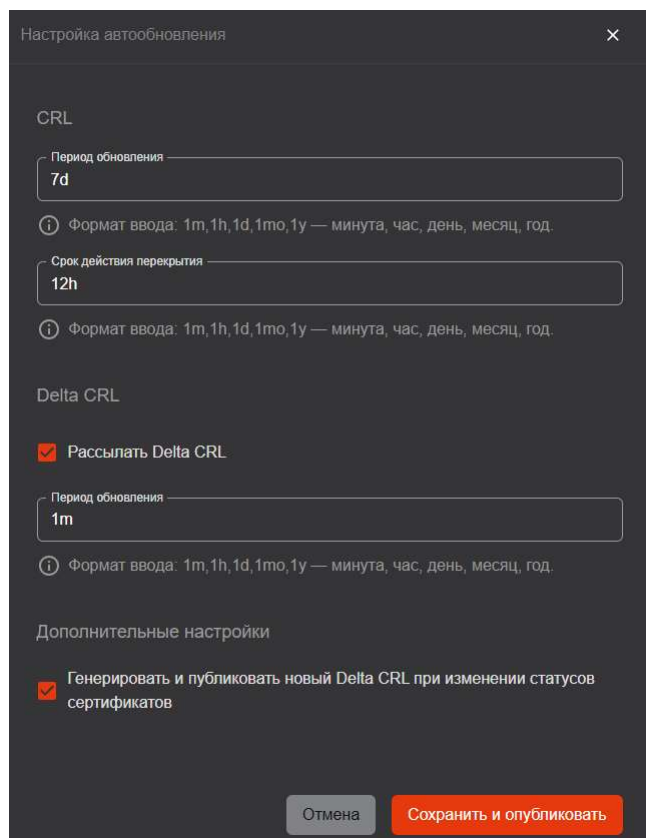 Настройка автообновления
CRL
Период обновления
7d
Формат ввода: 1m,1h,1d,1mo,1y — минута, час, день, месяц, год.
Срок действия перекрытия
12h
Формат ввода: 1m,1h,1d,1mo,1y — минута, час, день, месяц, год.
Delta CRL
Рассылать Delta CRL
Период обновления
1m
Формат ввода: 1m,1h,1d,1mo,1y — минута, час, день, месяц, год.
Дополнительные настройки
Генерировать и публиковать новый Delta CRL при изменении статусов
сертификатов
Отмена
Сохранить и опубликовать